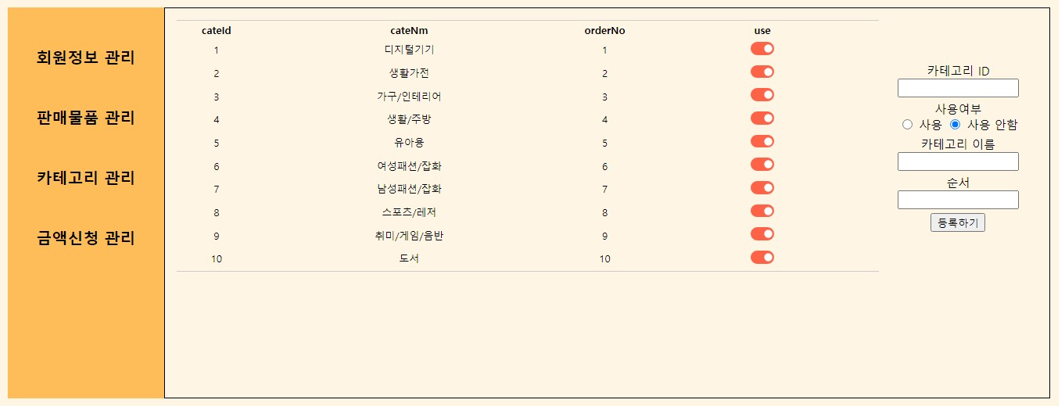 회원정보 관리
판매물품 관리
카테고리 관리
금액신청 관리
cateId cateNm orderNo use
1 디지털기기 1
2 생활가전 2
3 가구/인테리어 3
4 생활/주방 4
5 유아용 5
6 여성패션/잡화 6
7 남성패션/잡화 7
8 스포츠/레저 8
9 취미/게임/음반 9
10 도서 10
카테고리 ID
사용여부
사용 사용 안함
카테고리 이름
순서
등록하기